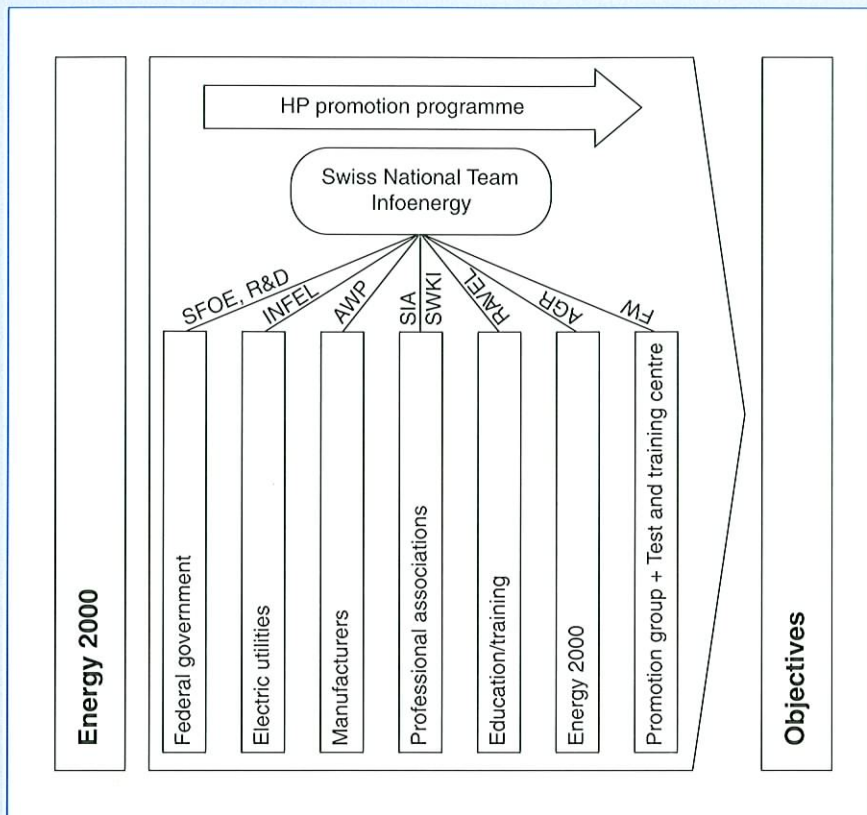 Energy 2000
HP promotion programme
Swiss National Team
Infoenergy
SFOE, R&D
INFEL
AWP
SIA
SWKI
RAVEL
AGR
FW
Federal government
Electric utilities
Manufacturers
Professional associations
Education/training
Energy 2000
Promotion group + Test and training centre
Objectives